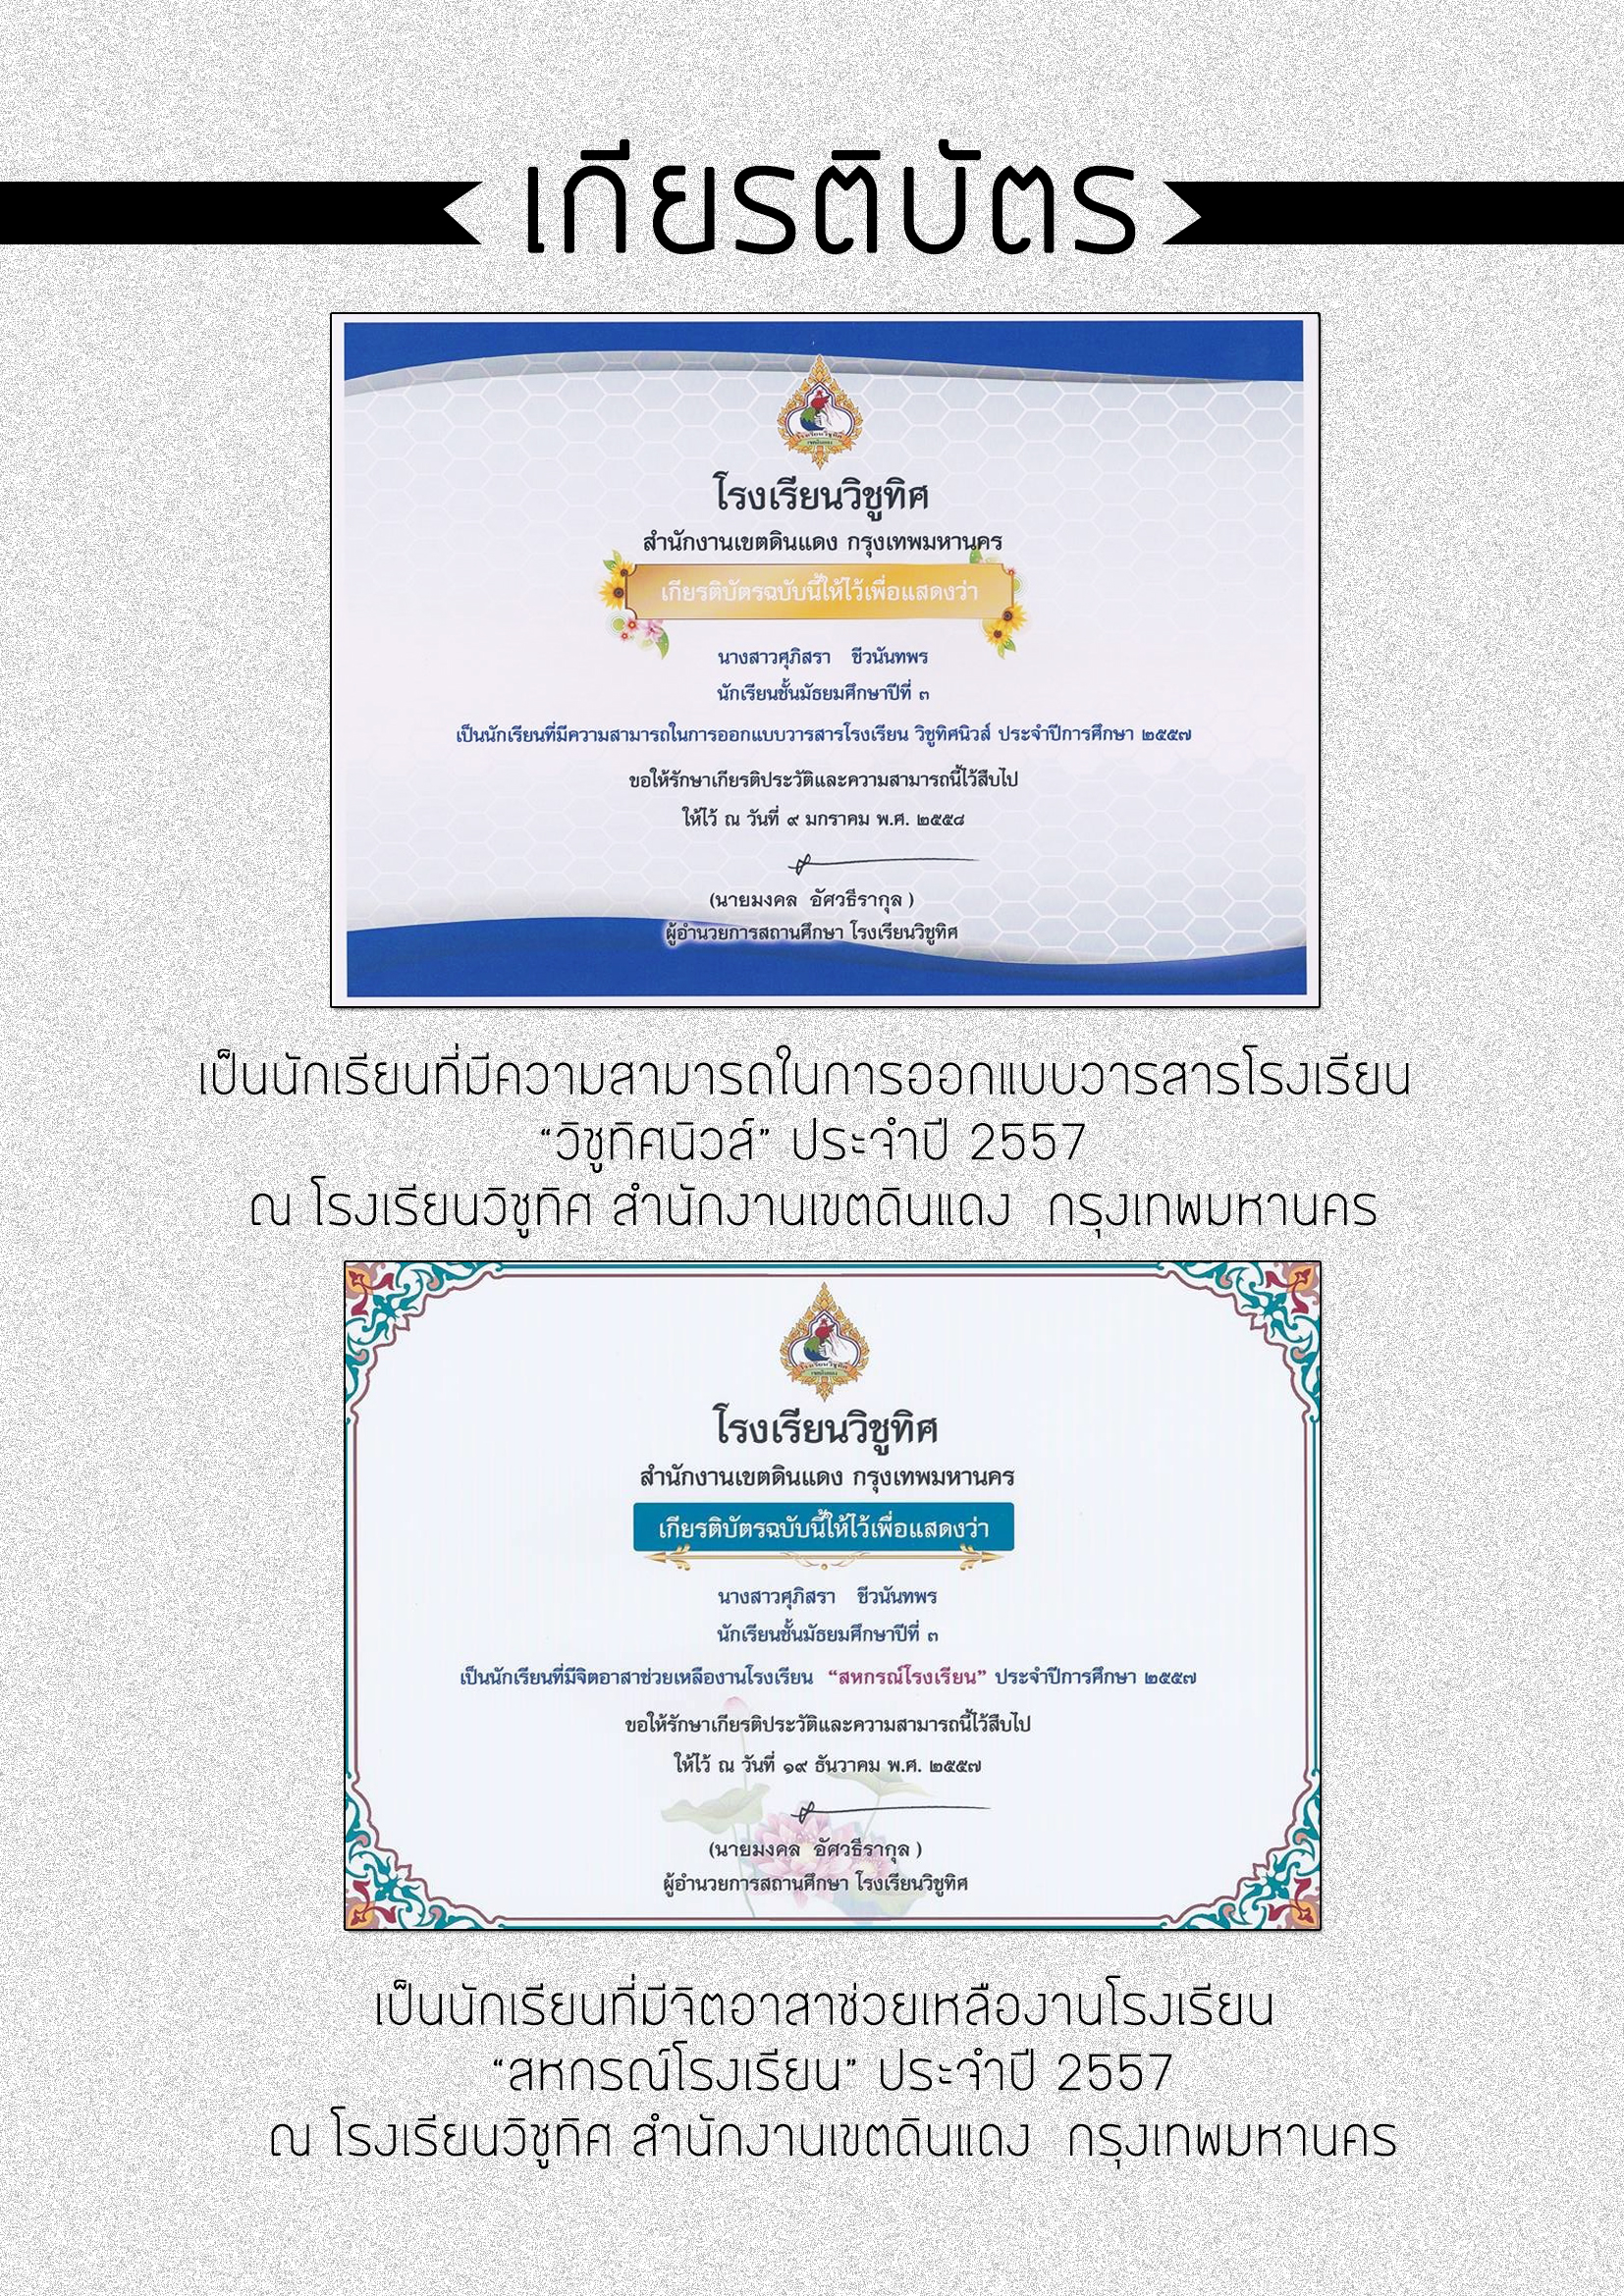 เกียรติบัตร
โรงเรียนวิชูทิศ
สำนักงานเขตดินแดง กรุงเทพมหานคร
เกียรติบัตรฉบับนี้ให้ไว้เพื่อแสดงว่า
นางสาวศุภิสรา ชีวนันทพร
นักเรียนชั้นมัธยมศึกษาปีที่ ๓
เป็นนักเรียนที่มีความสามารถในการออกแบบวารสารโรงเรียน วิชูทิศนิวส์ ประจำปีการศึกษา ๒๕๕๗
ขอให้รักษาเกียรติประวัติและความสามารถนี้ไว้สืบไป
ให้ไว้ ณ วันที่ ๙ มกราคม พ.ศ. ๒๕๕๘
(นายมงคล อัศวธีรากุล )
ผู้อำนวยการสถานศึกษา โรงเรียนวิชูทิศ
เป็นนักเรียนที่มีความสามารถในการออกแบบวารสารโรงเรียน
“วิชูทิศนิวส์” ประจำปี 2557
ณ โรงเรียนวิชูทิศ สำนักงานเขตดินแดง กรุงเทพมหานคร
โรงเรียนวิชูทิศ
สำนักงานเขตดินแดง กรุงเทพมหานคร
เกียรติบัตรฉบับนี้ให้ไว้เพื่อแสดงว่า
นางสาวศุภิสรา ชีวนันทพร
นักเรียนชั้นมัธยมศึกษาปีที่ ๓
เป็นนักเรียนที่มีจิตอาสาช่วยเหลืองานโรงเรียน “สหกรณ์โรงเรียน” ประจำปีการศึกษา ๒๕๕๗
ขอให้รักษาเกียรติประวัติและความสามารถนี้ไว้สืบไป
ให้ไว้ ณ วันที่ ๑๙ ธันวาคม พ.ศ. ๒๕๕๗
(นายมงคล อัศวธีรากุล )
ผู้อำนวยการสถานศึกษา โรงเรียนวิชูทิศ
เป็นนักเรียนที่มีจิตอาสาช่วยเหลืองานโรงเรียน
“สหกรณ์โรงเรียน” ประจำปี 2557
ณ โรงเรียนวิชูทิศ สำนักงานเขตดินแดง กรุงเทพมหานคร